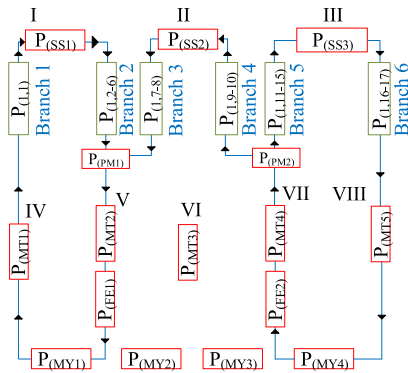 I
II
III
P(SS1)
P(SS2)
P(SS3)
P(1,1)
Branch 1
P(1,2-6)
Branch 2
P(1,7-8)
Branch 3
P(1,9-10)
Branch 4
P(1,11-15)
Branch 5
P(1,16-17)
Branch 6
P(PM1)
P(PM2)
IV
V
VI
VII
VIII
P(MT1)
P(MT2)
P(MT3)
P(MT4)
P(MT5)
P(FE1)
P(FE2)
P(MY1)
P(MY2)
P(MY3)
P(MY4)